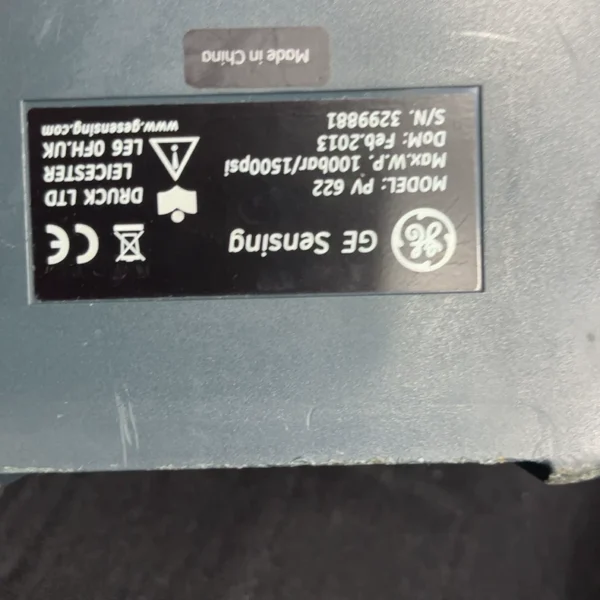 GE Sensing
MODEL: PV 622
Max.W.P. 100bar/1500psi
DoM: Feb.2013
S/N. 3299881
CE
DRUCK LTD
LEICESTER
LE6 0FH.UK
www.gesensing.com
Made in China